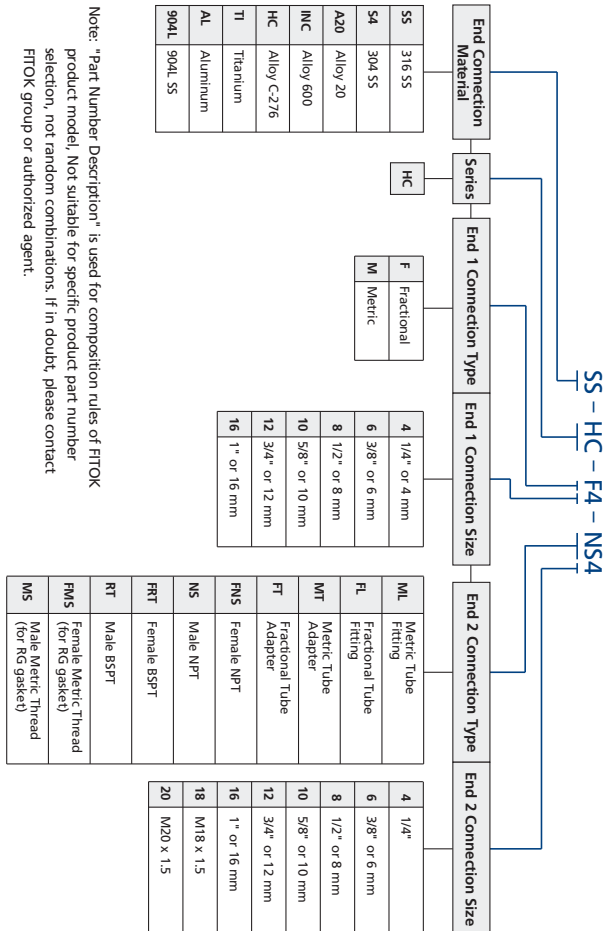 SS – HC – F4 – NS4
End Connection
Material
SS 316 SS
S4 304 SS
A20 Alloy 20
INC Alloy 600
HC Alloy C-276
TI Titanium
AL Aluminum
904L 904L SS
Series
HC
End 1 Connection Type
F Fractional
M Metric
End 1 Connection Size
4 1/4" or 4 mm
6 3/8" or 6 mm
8 1/2" or 8 mm
10 5/8" or 10 mm
12 3/4" or 12 mm
16 1" or 16 mm
End 2 Connection Type
ML Metric Tube
Fitting
FL Fractional Tube
Fitting
MT Metric Tube
Adapter
FT Fractional Tube
Adapter
FNS Female NPT
NS Male NPT
FRT Female BSPT
RT Male BSPT
FMS Female Metric Thread
(for RG gasket)
MS Male Metric Thread
(for RG gasket)
End 2 Connection Size
4 1/4"
6 3/8" or 6 mm
8 1/2" or 8 mm
10 5/8" or 10 mm
12 3/4" or 12 mm
16 1" or 16 mm
18 M18 x 1.5
20 M20 x 1.5
Note: "Part Number Description" is used for composition rules of FITOK
product model, Not suitable for specific product part number
selection, not random combinations. If in doubt, please contact
FITOK group or authorized agent.